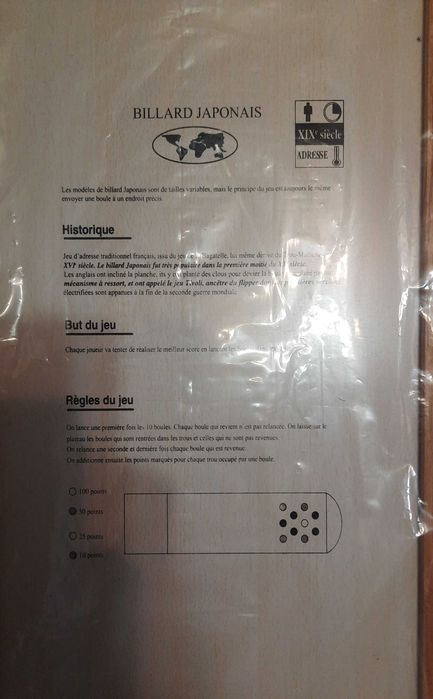 BILLARD JAPONAIS
XIXe siècle
ADRESSE
Les modèles de billard Japonais sont de tailles variables, mais le principe du jeu est toujours le même
envoyer une boule à un endroit précis
Historique
Jeu d'adresse traditionnel français, issu du jeu de Bagatelle, lui même dérivé du Trou-Madame
XVIe siècle. Le billard Japonais fut très populaire dans la première moitié du siècle.
Les anglais ont incliné la planche, ils y ont planté des clous pour dévier la
mécanisme à ressort, et ont appelé le jeu Tivoli, ancêtre du flipper dont les premières versions
électrifiées sont apparues à la fin de la seconde guerre mondiale
But du jeu
Chaque joueur va tenter de réaliser le meilleur score en lançant les
Règles du jeu
On lance une première fois les 10 boules. Chaque boule qui revient n'est pas relancée. On laisse sur le
plateau les boules qui sont rentrées dans les trous et celles qui ne sont pas revenues.
On relance une seconde et dernière fois chaque boule qui est revenue.
On additionne ensuite les points marqués pour chaque trou occupé par une boule.
100 points
50 points
25 points
10 points